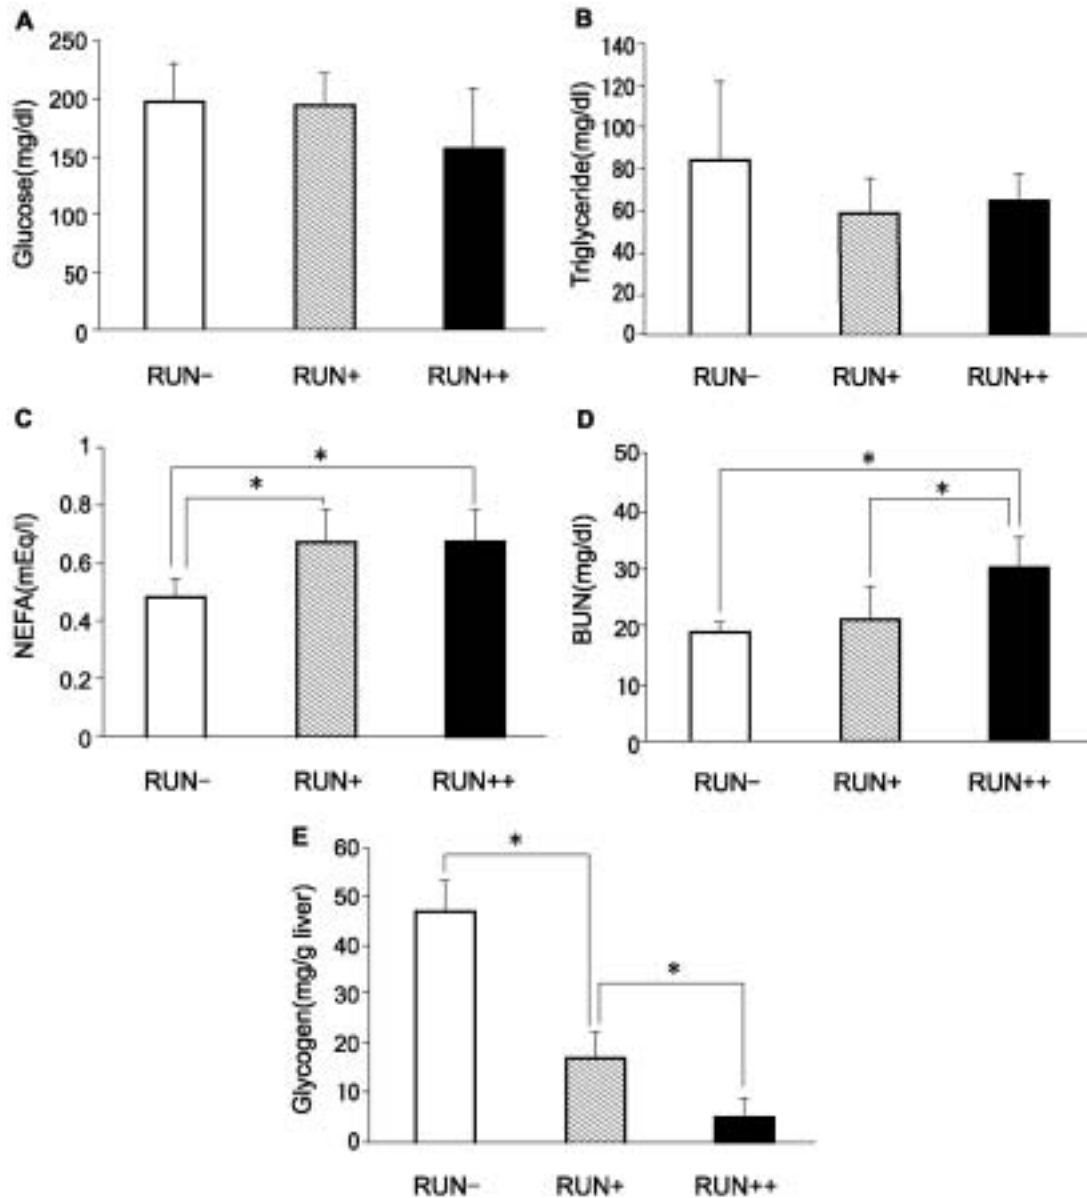 A
Glucose(mg/dl)
250
200
150
100
50
0
RUN− RUN+ RUN++
B
Triglyceride(mg/dl)
140
120
100
80
60
40
20
0
RUN− RUN+ RUN++
C
NEFA(mEq/l)
1
0.8
0.6
0.4
0.2
0
*
*
RUN− RUN+ RUN++
D
BUN(mg/dl)
50
40
30
20
10
0
*
*
RUN− RUN+ RUN++
E
Glycogen(mg/g liver)
60
50
40
30
20
10
0
*
*
RUN− RUN+ RUN++